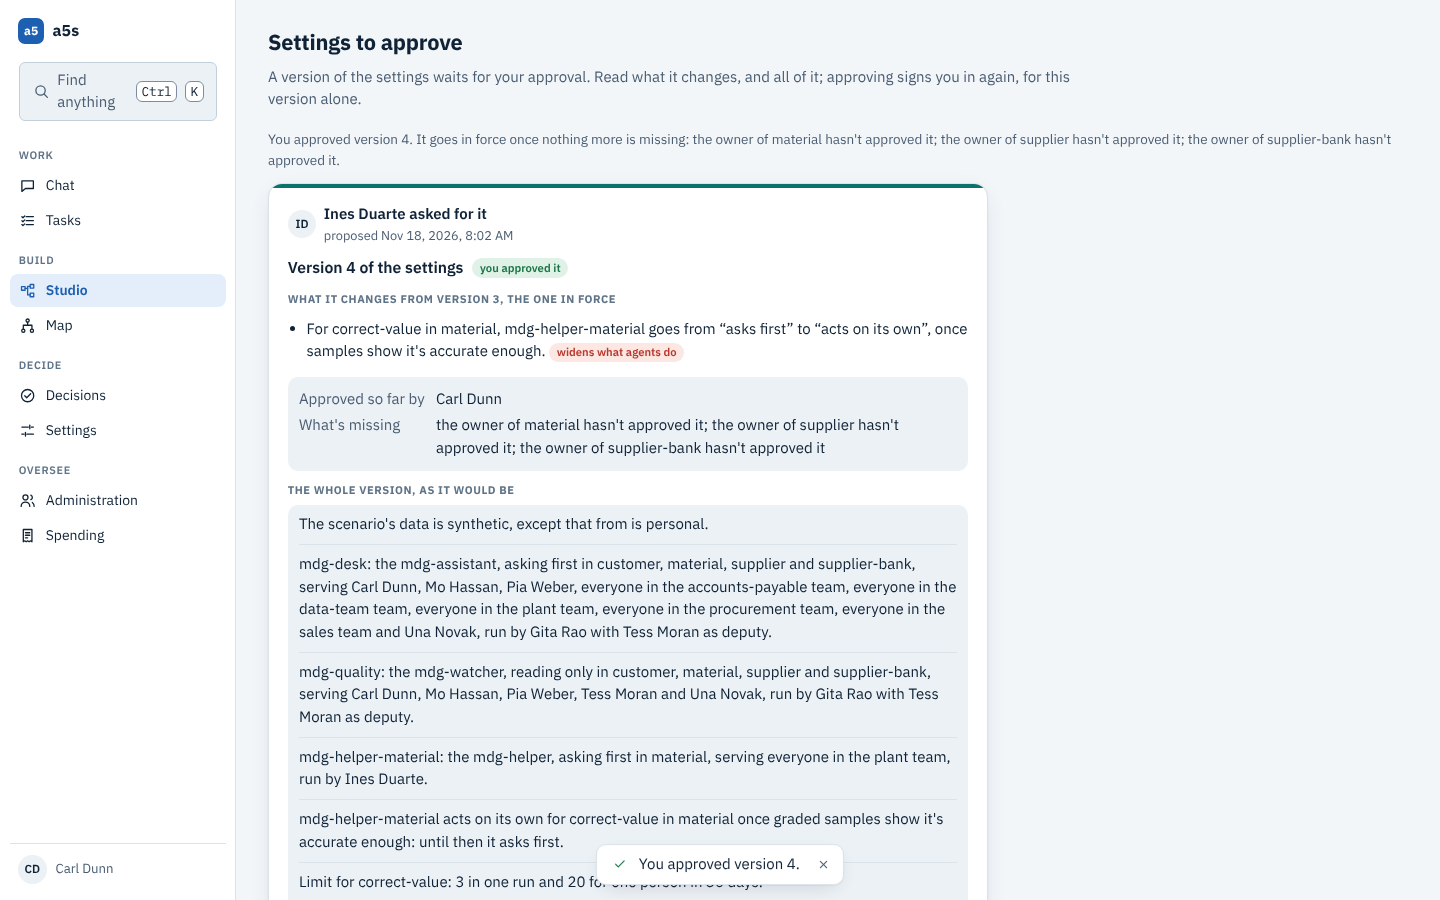 a5 a5s
Find anything Ctrl K
WORK
Chat
Tasks
BUILD
Studio
Map
DECIDE
Decisions
Settings
OVERSEE
Administration
Spending
CD Carl Dunn
Settings to approve
A version of the settings waits for your approval. Read what it changes, and all of it; approving signs you in again, for this
version alone.
You approved version 4. It goes in force once nothing more is missing: the owner of material hasn't approved it; the owner of supplier hasn't approved it; the owner of supplier-bank hasn't
approved it.
ID Ines Duarte asked for it
proposed Nov 18, 2026, 8:02 AM
Version 4 of the settings you approved it
WHAT IT CHANGES FROM VERSION 3, THE ONE IN FORCE
• For correct-value in material, mdg-helper-material goes from “asks first” to “acts on its own”, once
samples show it's accurate enough. widens what agents do
Approved so far by Carl Dunn
What's missing the owner of material hasn't approved it; the owner of supplier hasn't
approved it; the owner of supplier-bank hasn't approved it
THE WHOLE VERSION, AS IT WOULD BE
The scenario's data is synthetic, except that from is personal.
mdg-desk: the mdg-assistant, asking first in customer, material, supplier and supplier-bank,
serving Carl Dunn, Mo Hassan, Pia Weber, everyone in the accounts-payable team, everyone in the
data-team team, everyone in the plant team, everyone in the procurement team, everyone in the
sales team and Una Novak, run by Gita Rao with Tess Moran as deputy.
mdg-quality: the mdg-watcher, reading only in customer, material, supplier and supplier-bank,
serving Carl Dunn, Mo Hassan, Pia Weber, Tess Moran and Una Novak, run by Gita Rao with Tess
Moran as deputy.
mdg-helper-material: the mdg-helper, asking first in material, serving everyone in the plant team,
run by Ines Duarte.
mdg-helper-material acts on its own for correct-value in material once graded samples show it's
accurate enough: until then it asks first.
Limit for correct-value: 3 in one run and 20
You approved version 4.